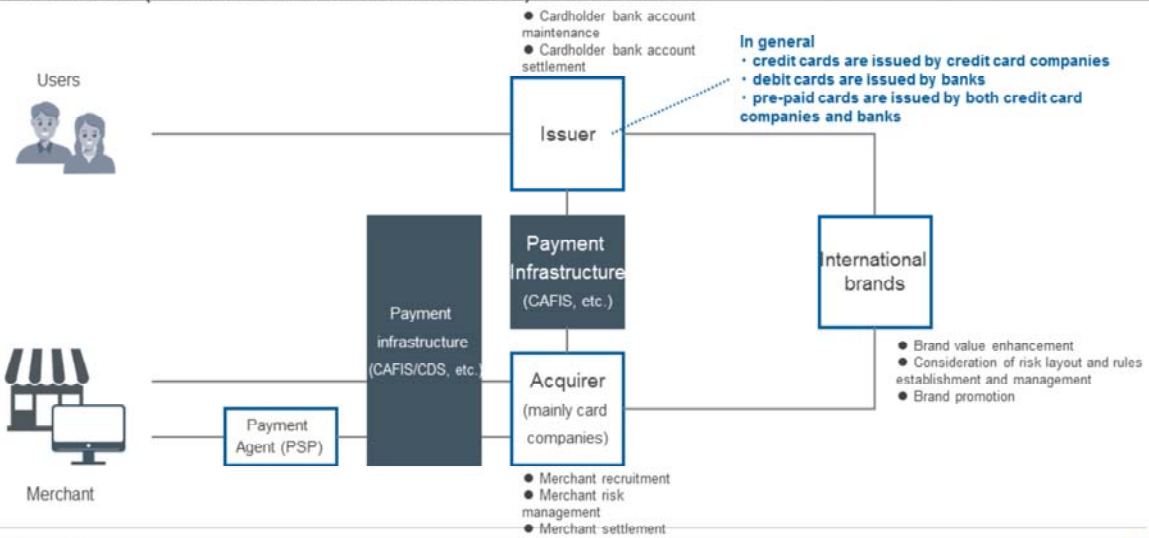 ● Cardholder bank account
maintenance
● Cardholder bank account
settlement
In general
・credit cards are issued by credit card companies
・debit cards are issued by banks
・pre-paid cards are issued by both credit card
companies and banks
Users
Issuer
Payment
Infrastructure
(CAFIS, etc.)
International
brands
Payment
infrastructure
(CAFIS/CDS, etc.)
● Brand value enhancement
● Consideration of risk layout and rules
establishment and management
● Brand promotion
Acquirer
(mainly card
companies)
Payment
Agent (PSP)
Merchant
● Merchant recruitment
● Merchant risk
management
● Merchant settlement